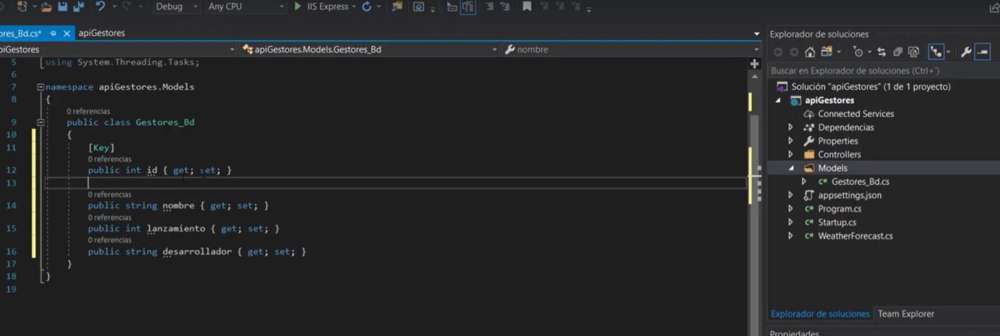 Debug
Any CPU
IIS Express
ores_Bd.cs*
apiGestores
piGestores
apiGestores.Models.Gestores_Bd
nombre
5 using System.Threading.Tasks;
6
7 namespace apiGestores.Models
8 {
0 referencias
9 public class Gestores_Bd
10 {
11 [Key]
0 referencias
12 public int id { get; set; }
13
0 referencias
14 public string nombre { get; set; }
0 referencias
15 public int lanzamiento { get; set; }
0 referencias
16 public string desarrollador { get; set; }
17 }
18 }
19
Explorador de soluciones
Buscar en Explorador de soluciones (Ctrl+´)
Solución "apiGestores" (1 de 1 proyecto)
apiGestores
Connected Services
Dependencias
Properties
Controllers
Models
C# Gestores_Bd.cs
appsettings.json
C# Program.cs
C# Startup.cs
C# WeatherForecast.cs
Explorador de soluciones
Team Explorer
Propiedades